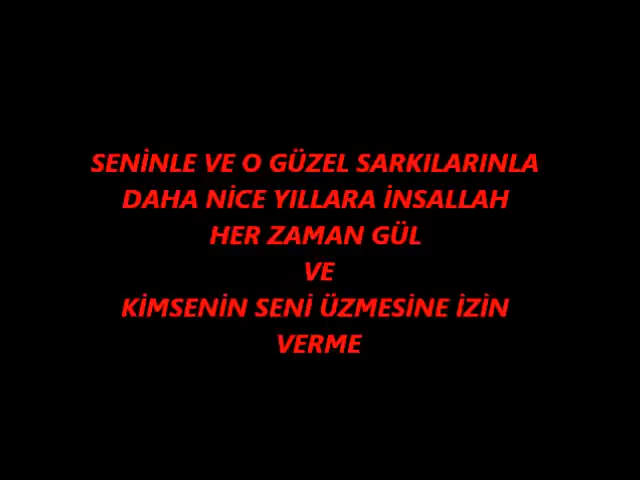 SENİNLE VE O GÜZEL SARKILARINLA
DAHA NİCE YILLARA İNSALLAH
HER ZAMAN GÜL
VE
KİMSENİN SENİ ÜZMESİNE İZİN
VERME